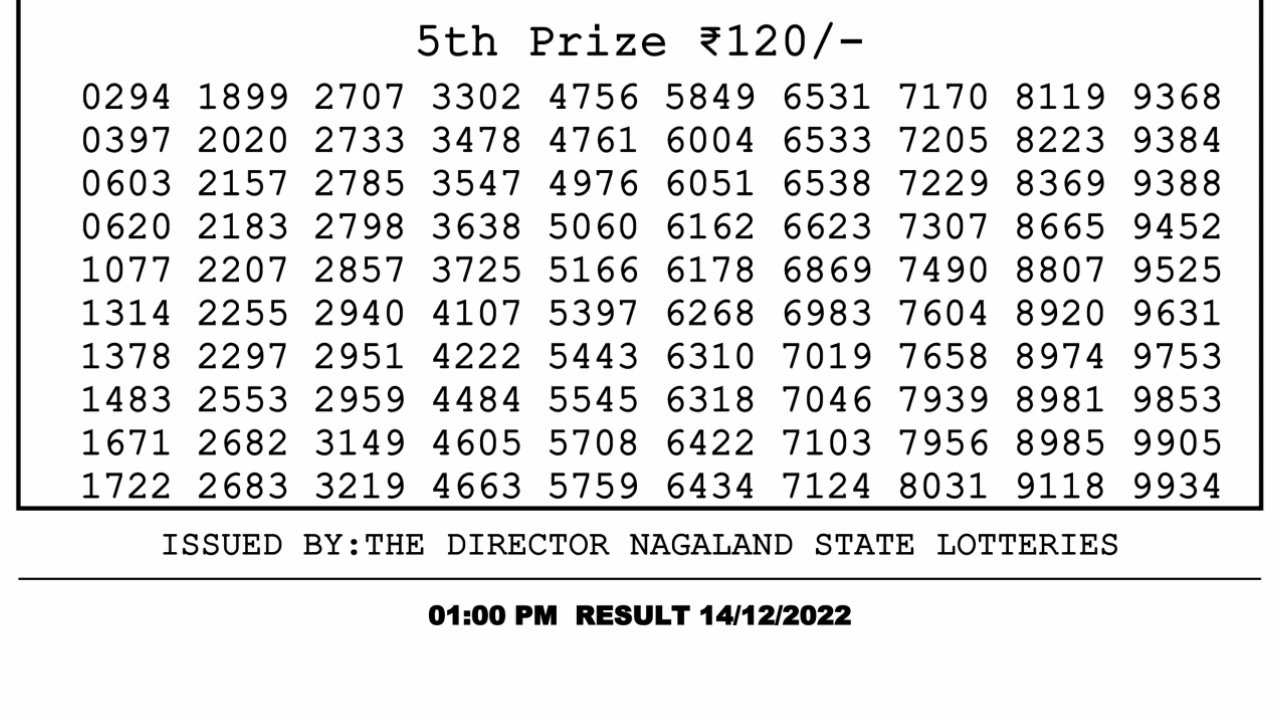 5th Prize ₹120/-
0294 1899 2707 3302 4756 5849 6531 7170 8119 9368
0397 2020 2733 3478 4761 6004 6533 7205 8223 9384
0603 2157 2785 3547 4976 6051 6538 7229 8369 9388
0620 2183 2798 3638 5060 6162 6623 7307 8665 9452
1077 2207 2857 3725 5166 6178 6869 7490 8807 9525
1314 2255 2940 4107 5397 6268 6983 7604 8920 9631
1378 2297 2951 4222 5443 6310 7019 7658 8974 9753
1483 2553 2959 4484 5545 6318 7046 7939 8981 9853
1671 2682 3149 4605 5708 6422 7103 7956 8985 9905
1722 2683 3219 4663 5759 6434 7124 8031 9118 9934
ISSUED BY:THE DIRECTOR NAGALAND STATE LOTTERIES
01:00 PM RESULT 14/12/2022